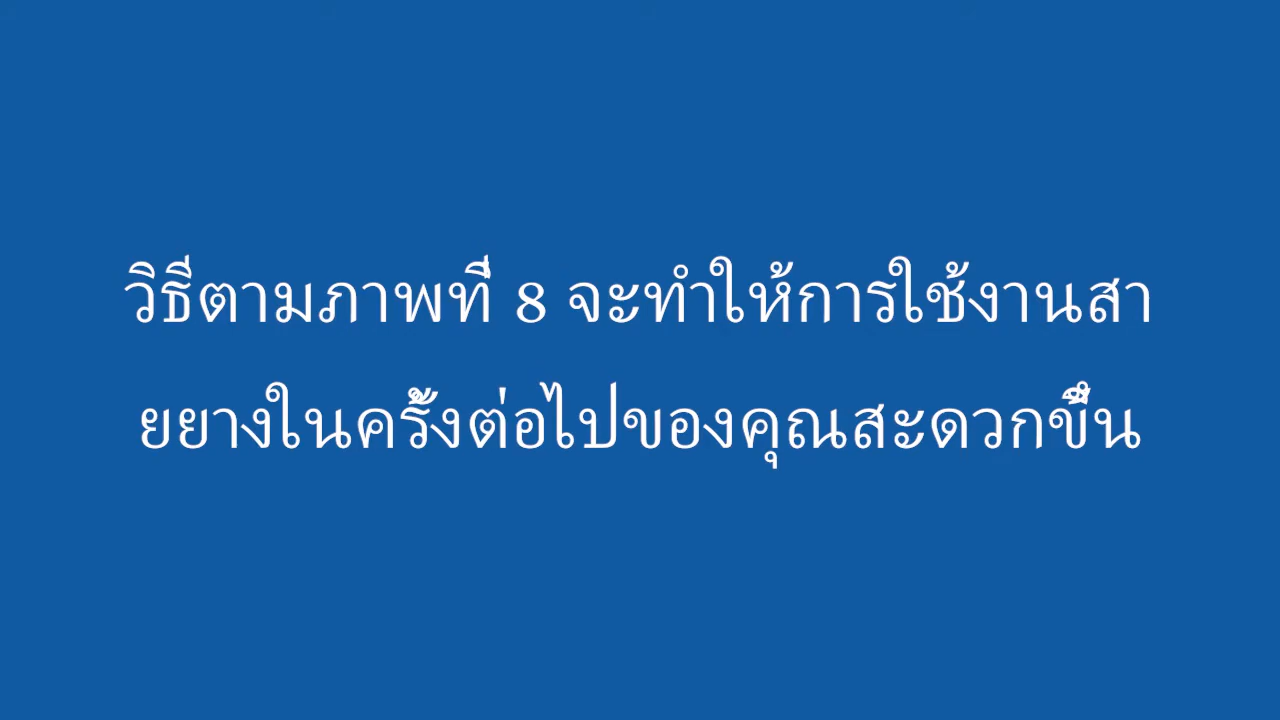 วิธีตามภาพที่ 8 จะทำให้การใช้งานสา
ยยางในครั้งต่อไปของคุณสะดวกขึ้น